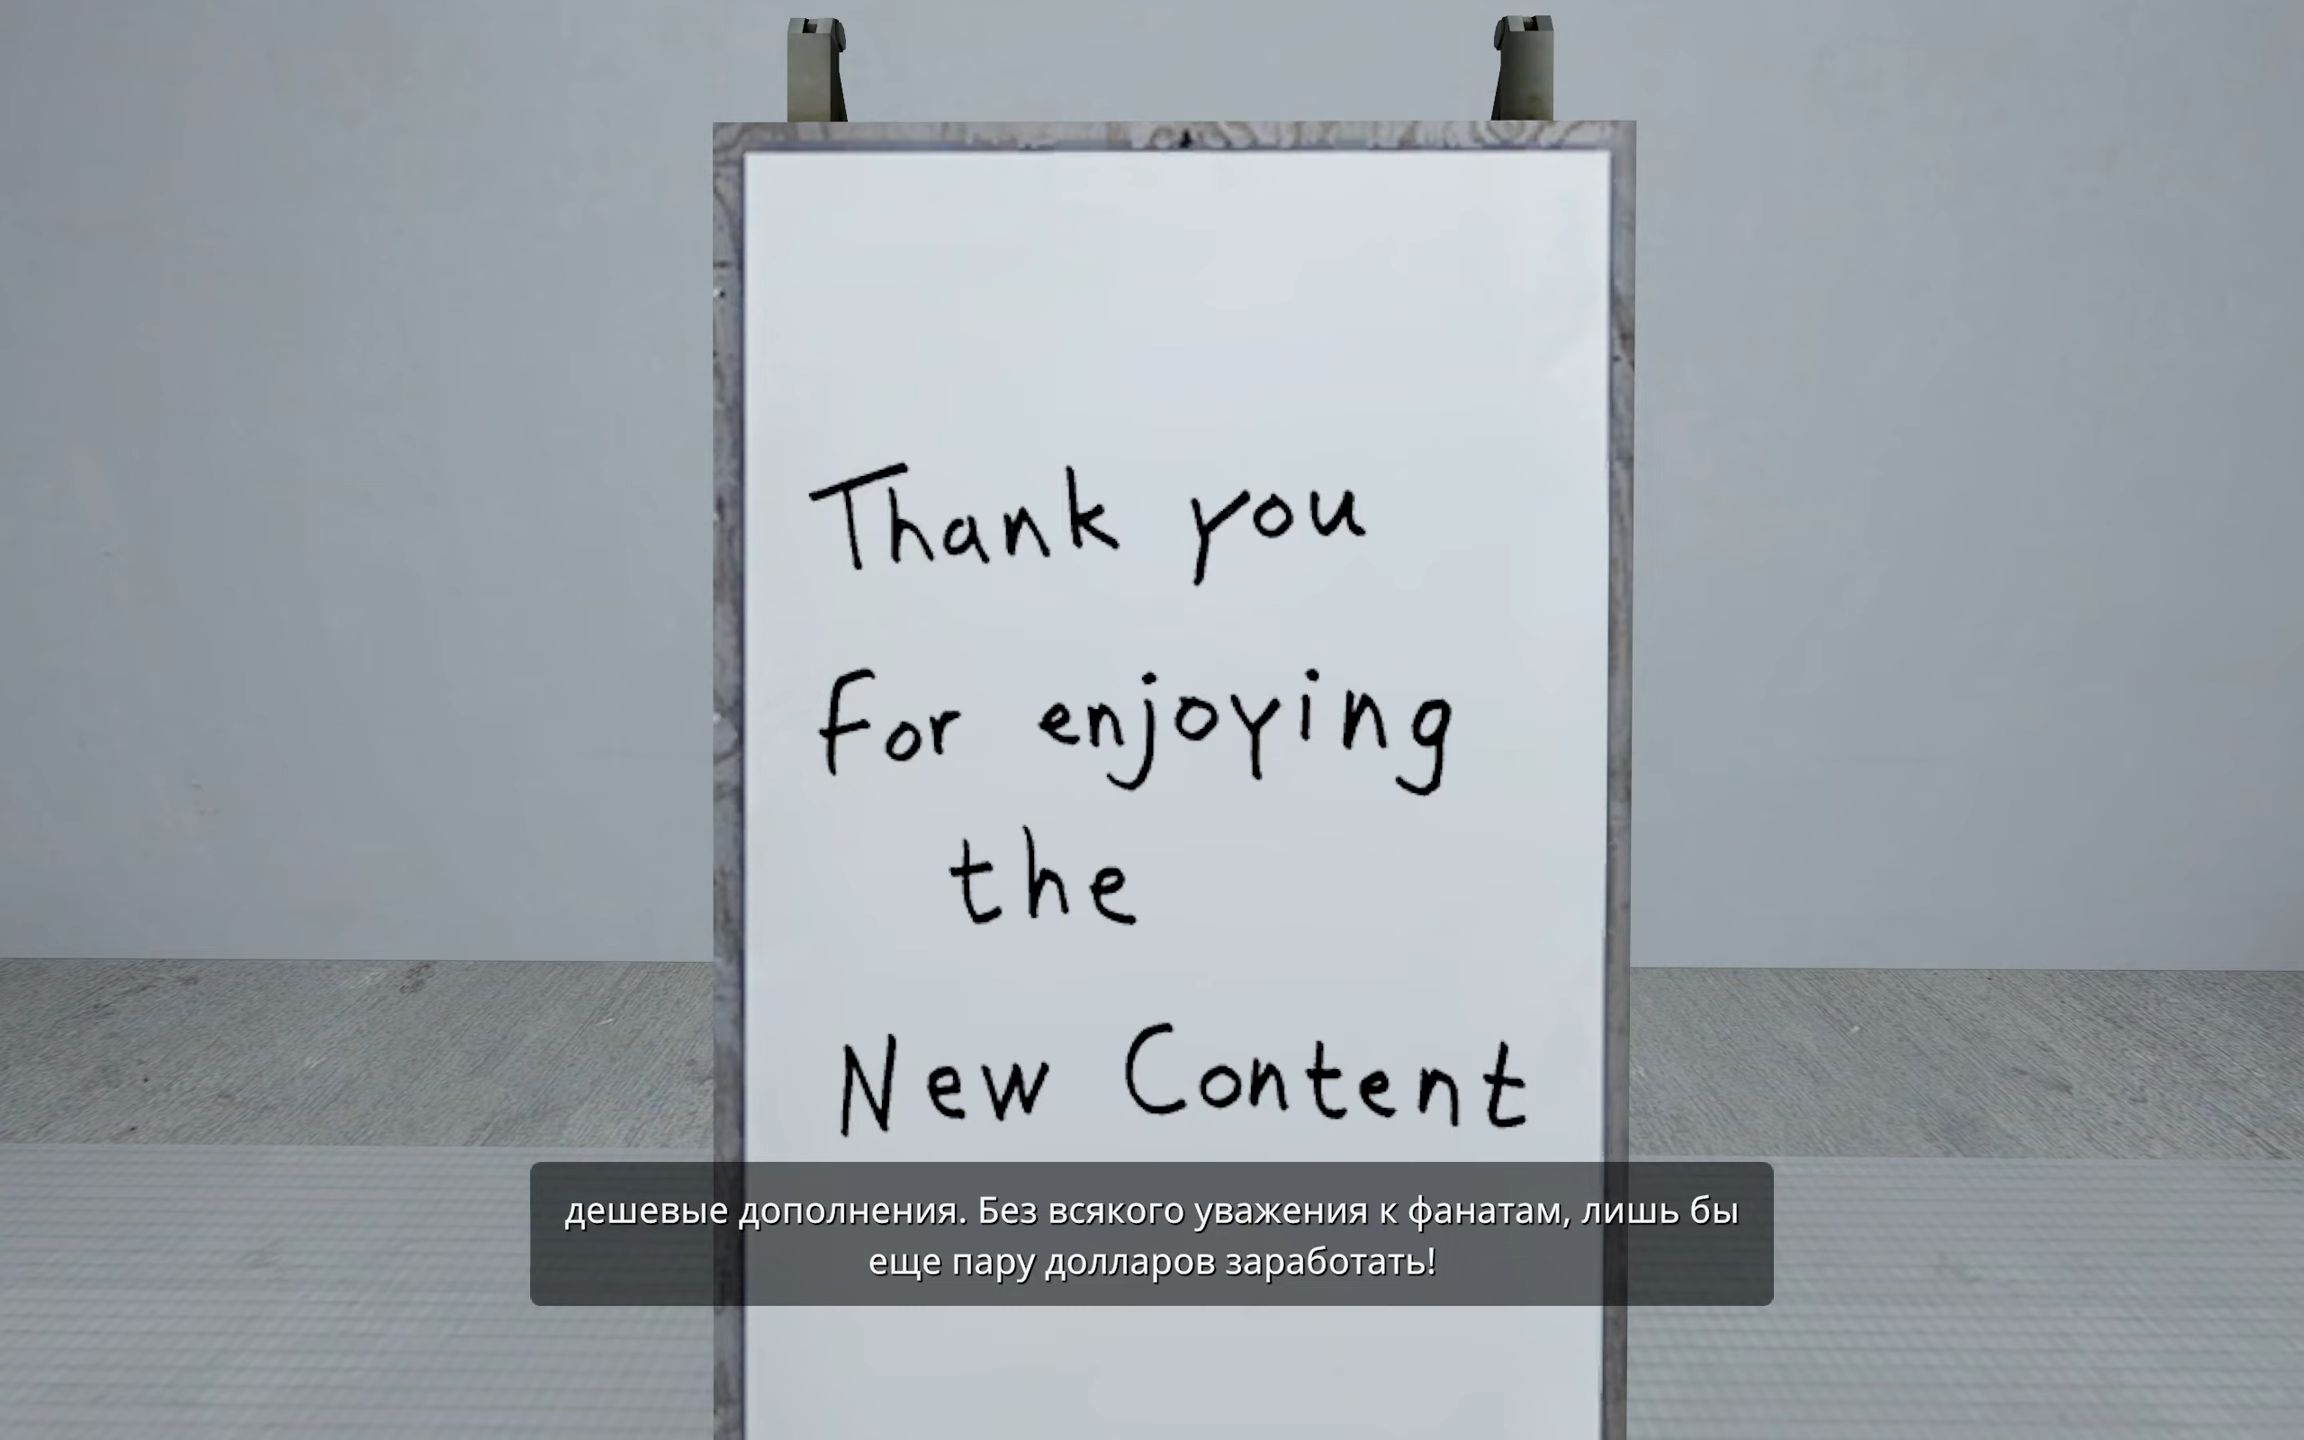 Thank you
for enjoying
the
New Content
дешевые дополнения. Без всякого уважения к фанатам, лишь бы
еще пару долларов заработать!